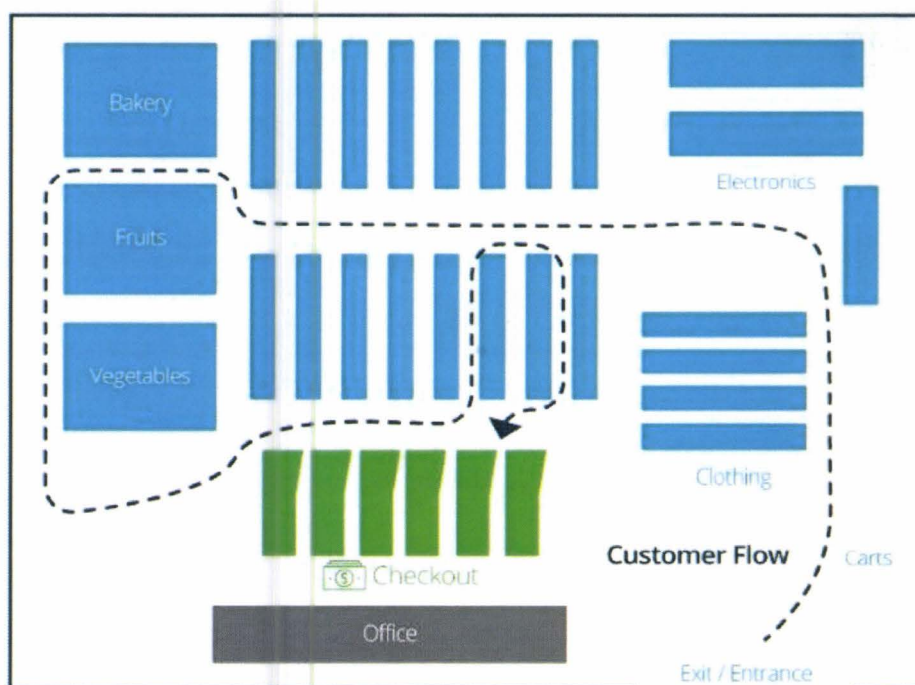 Bakery
Electronics
Fruits
Vegetables
Clothing
Customer Flow
Carts
$ Checkout
Office
Exit / Entrance